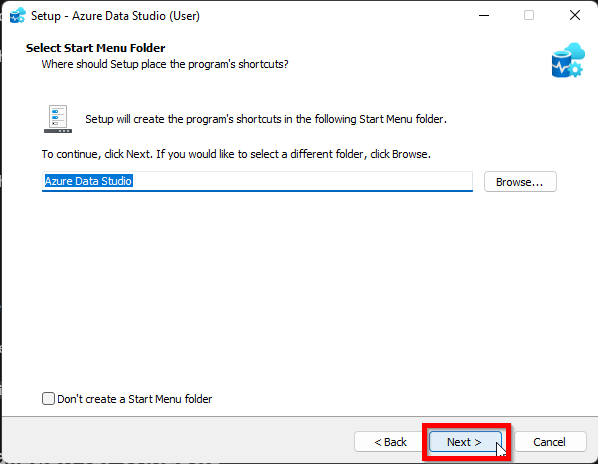 Setup - Azure Data Studio (User)
Select Start Menu Folder
Where should Setup place the program's shortcuts?
Setup will create the program's shortcuts in the following Start Menu folder.
To continue, click Next. If you would like to select a different folder, click Browse.
Azure Data Studio
Browse...
Don't create a Start Menu folder
< Back
Next >
Cancel